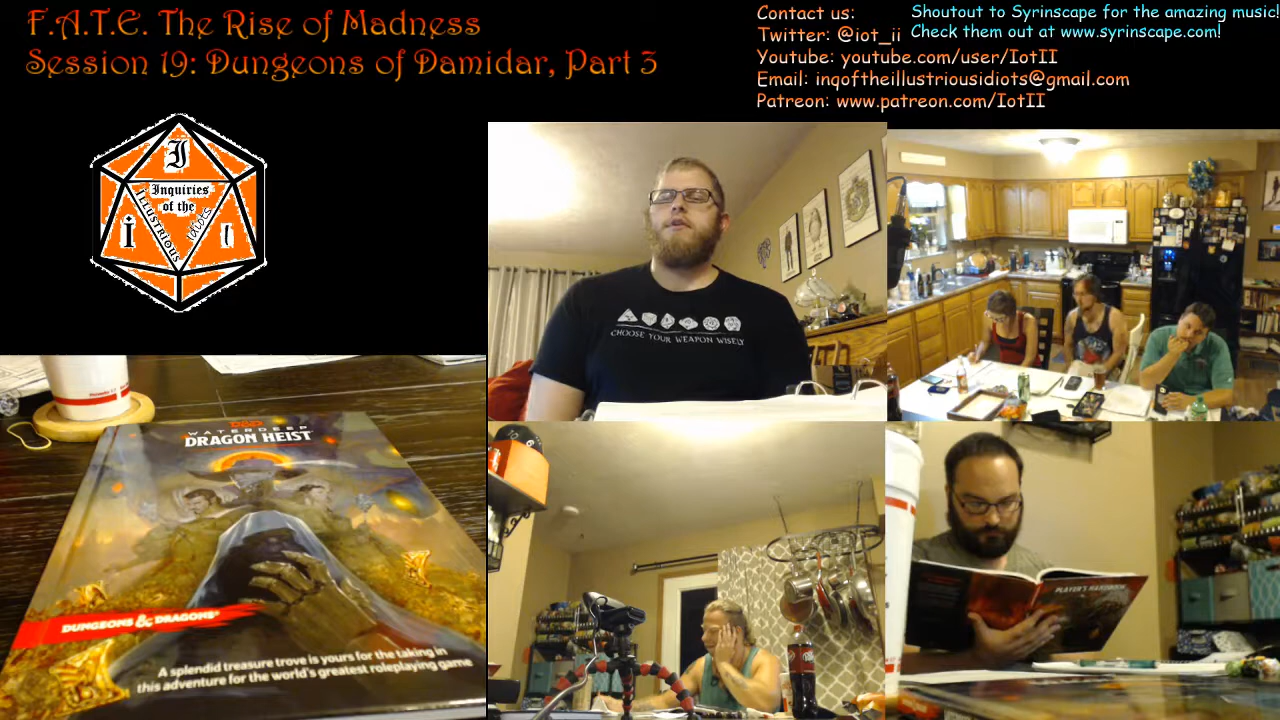 F.A.T.E. The Rise of Madness
Session 19: Dungeons of Damidar, Part 3
Contact us:
Twitter: @iot_ii
Youtube: youtube.com/user/IotII
Email: inqoftheillustriousidiots@gmail.com
Patreon: www.patreon.com/IotII
Shoutout to Syrinscape for the amazing music!
Check them out at www.syrinscape.com!
I
Inquiries
of the
ILLUSTRIOUS
idiots
i
I
CHOOSE YOUR WEAPON WISELY
D&D
WATERDEEP
DRAGON HEIST
DUNGEONS & DRAGONS
A splendid treasure trove is yours for the taking in
this adventure for the world's greatest roleplaying game
PLAYER'S HANDBOOK